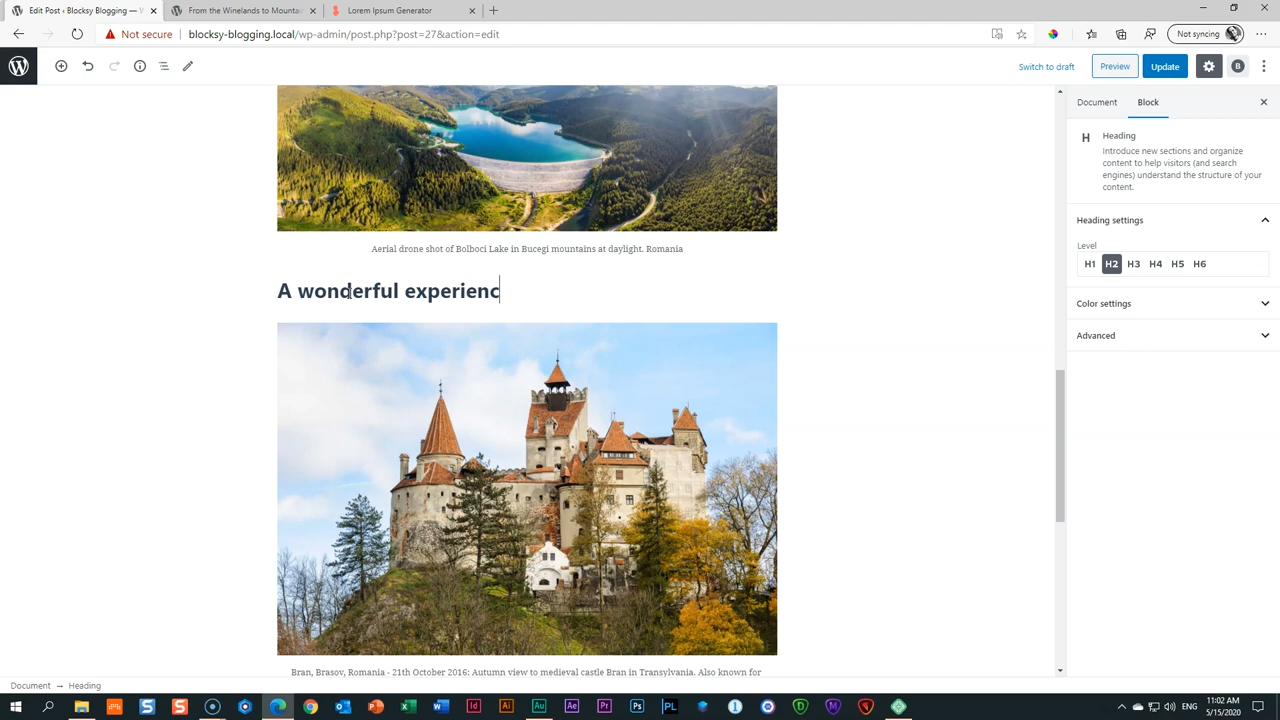 Edit Post ‹ Blocksy Blogging —
From the Winelands to Mountai
Lorem Ipsum Generator
Not secure
blocksy-blogging.local/wp-admin/post.php?post=27&action=edit
Not syncing
Switch to draft
Preview
Update
Document
Block
Heading
Introduce new sections and organize
content to help visitors (and search
engines) understand the structure of your
content.
Heading settings
Level
H1 H2 H3 H4 H5 H6
Color settings
Advanced
Aerial drone shot of Bolboci Lake in Bucegi mountains at daylight. Romania
A wonderful experienc
Bran, Brasov, Romania - 21th October 2016: Autumn view to medieval castle Bran in Transylvania. Also known for
Document → Heading
ENG
11:02 AM
5/15/2020